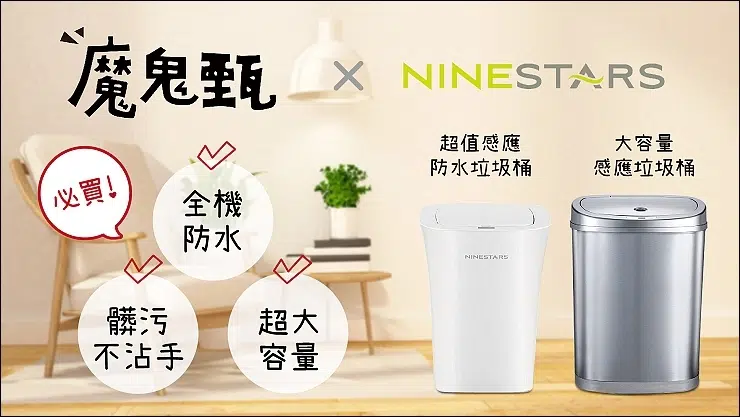 魔鬼甄 × NINESTARS
必買!
全機
防水
髒污
不沾手
超大
容量
超值感應
防水垃圾桶
大容量
感應垃圾桶
NINESTARS